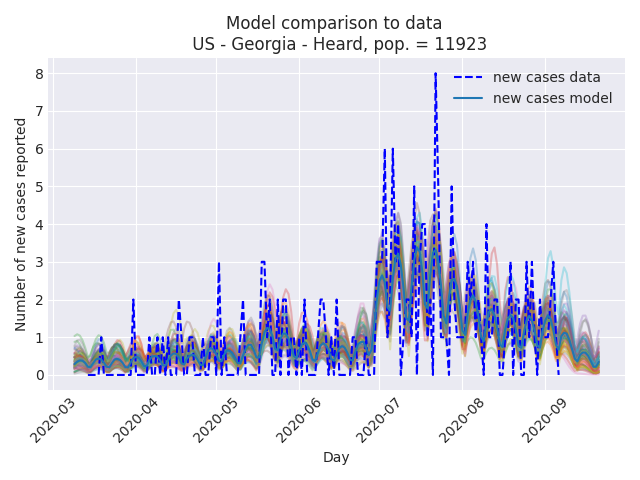 Model comparison to data
US - Georgia - Heard, pop. = 11923
new cases data
new cases model
Number of new cases reported
8
7
6
5
4
3
2
1
0
2020-03
2020-04
2020-05
2020-06
2020-07
2020-08
2020-09
Day